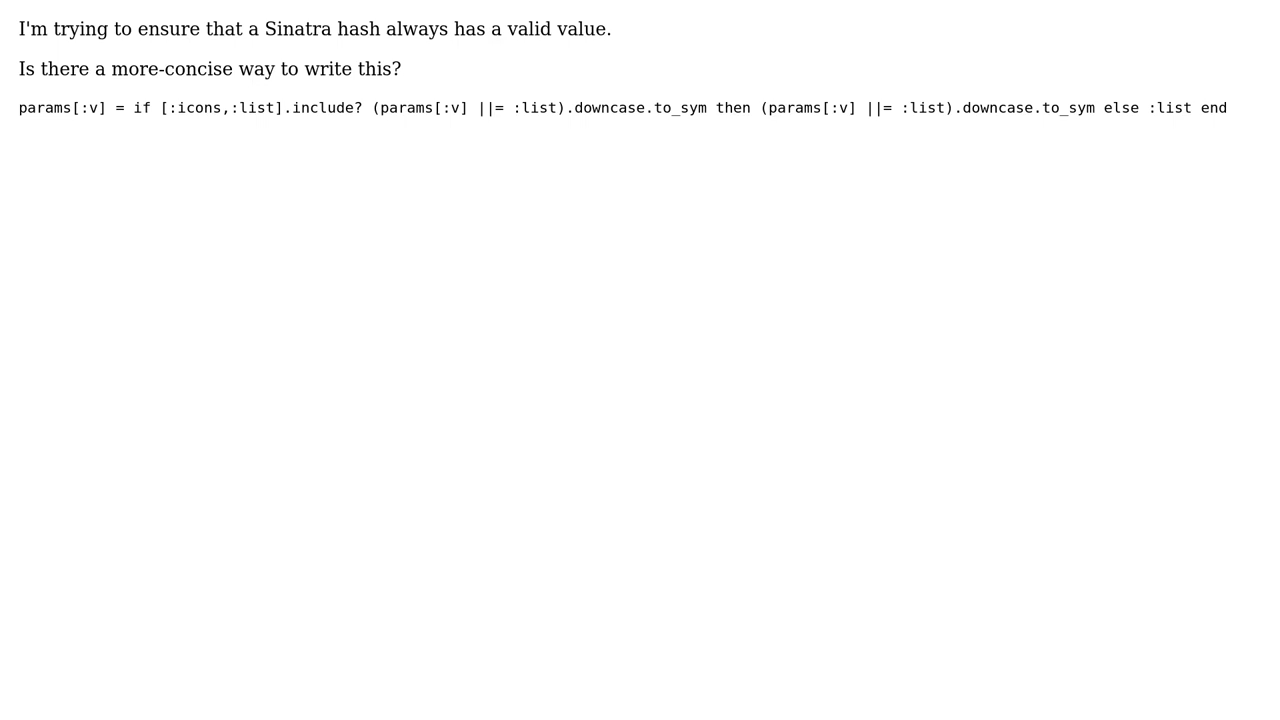 I'm trying to ensure that a Sinatra hash always has a valid value.
Is there a more-concise way to write this?
params[:v] = if [:icons,:list].include? (params[:v] ||= :list).downcase.to_sym then (params[:v] ||= :list).downcase.to_sym else :list end